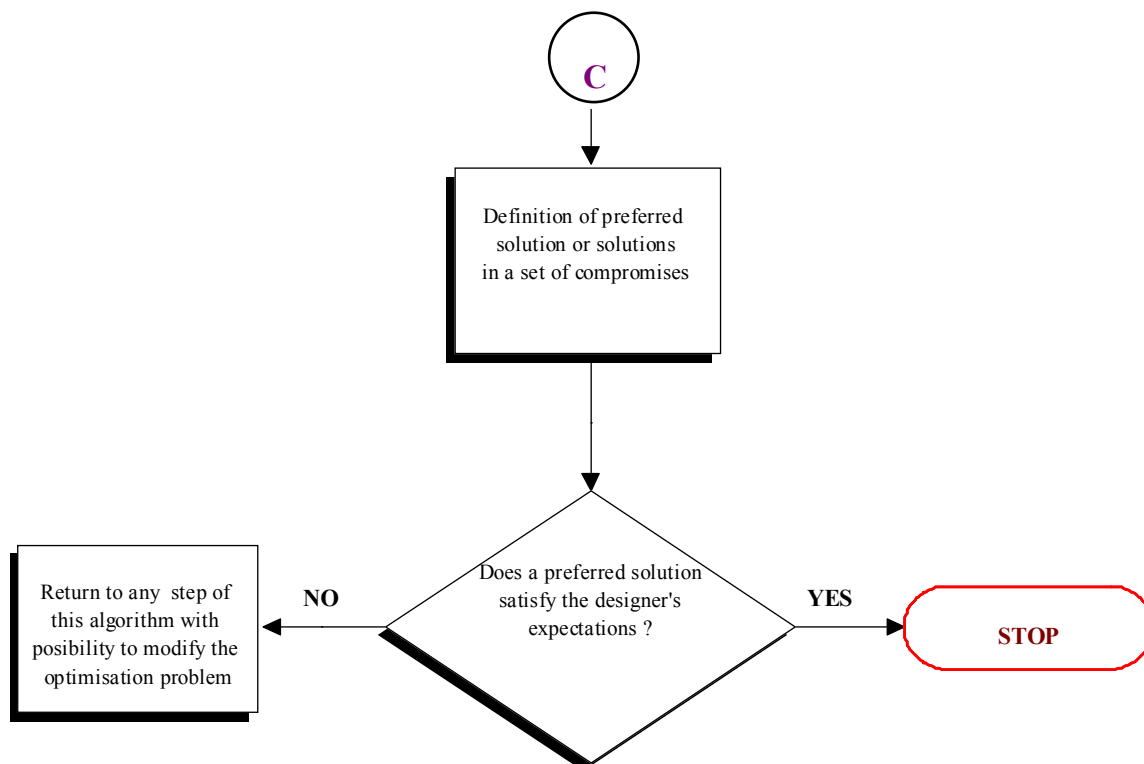 C
Definition of preferred
solution or solutions
in a set of compromises
Does a preferred solution
satisfy the designer's
expectations ?
NO
YES
Return to any step of
this algorithm with
posibility to modify the
optimisation problem
STOP